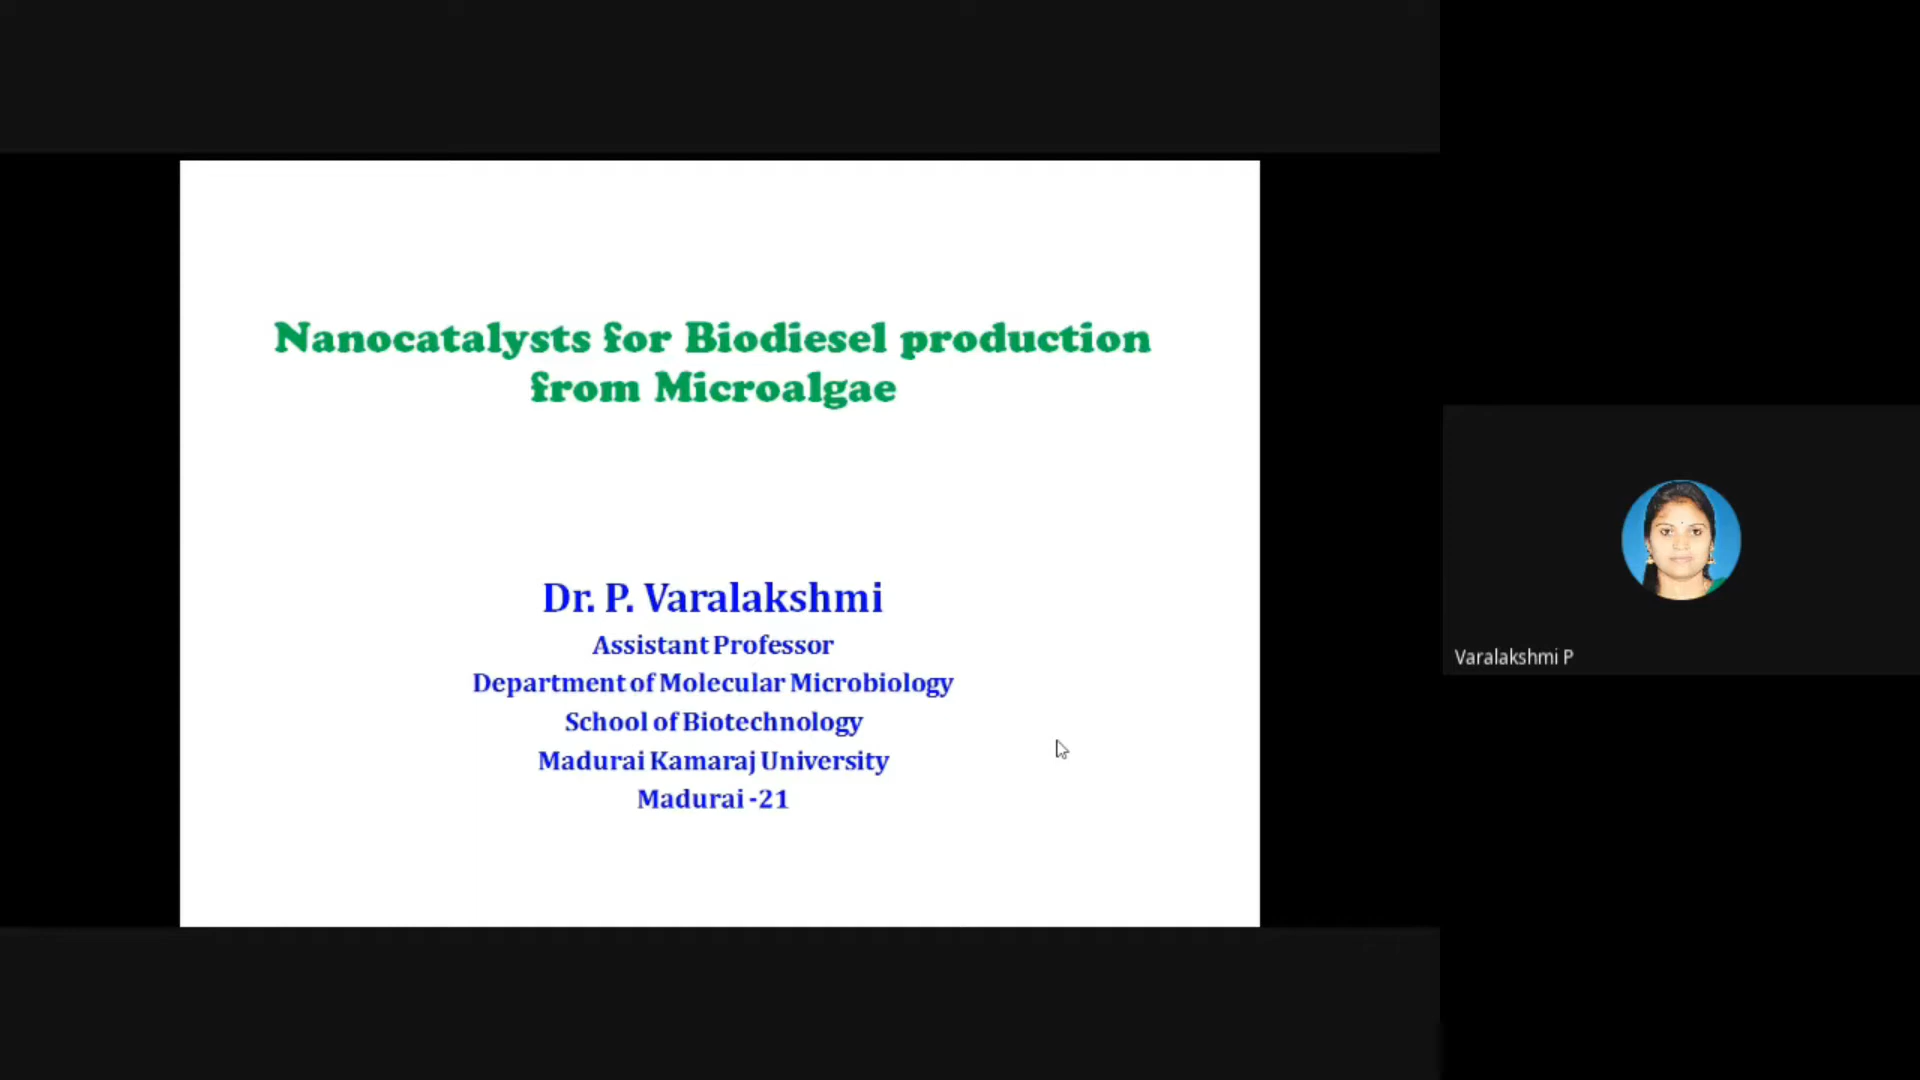 Nanocatalysts for Biodiesel production
from Microalgae
Dr. P. Varalakshmi
Assistant Professor
Department of Molecular Microbiology
School of Biotechnology
Madurai Kamaraj University
Madurai -21
Varalakshmi P